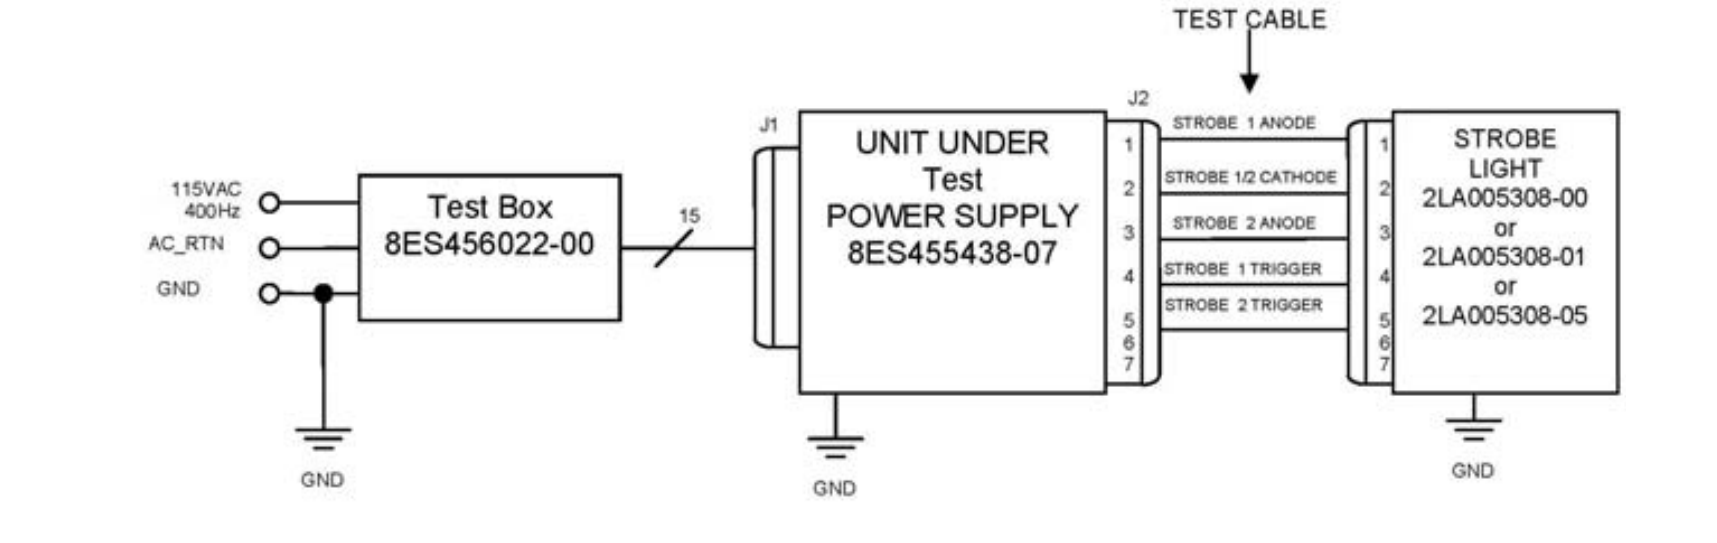 TEST CABLE
115VAC
400Hz
AC_RTN
GND
GND
Test Box
8ES456022-00
15
J1
UNIT UNDER
Test
POWER SUPPLY
8ES455438-07
GND
J2
1
2
3
4
5
6
7
STROBE 1 ANODE
STROBE 1/2 CATHODE
STROBE 2 ANODE
STROBE 1 TRIGGER
STROBE 2 TRIGGER
1
2
3
4
5
6
7
STROBE
LIGHT
2LA005308-00
or
2LA005308-01
or
2LA005308-05
GND